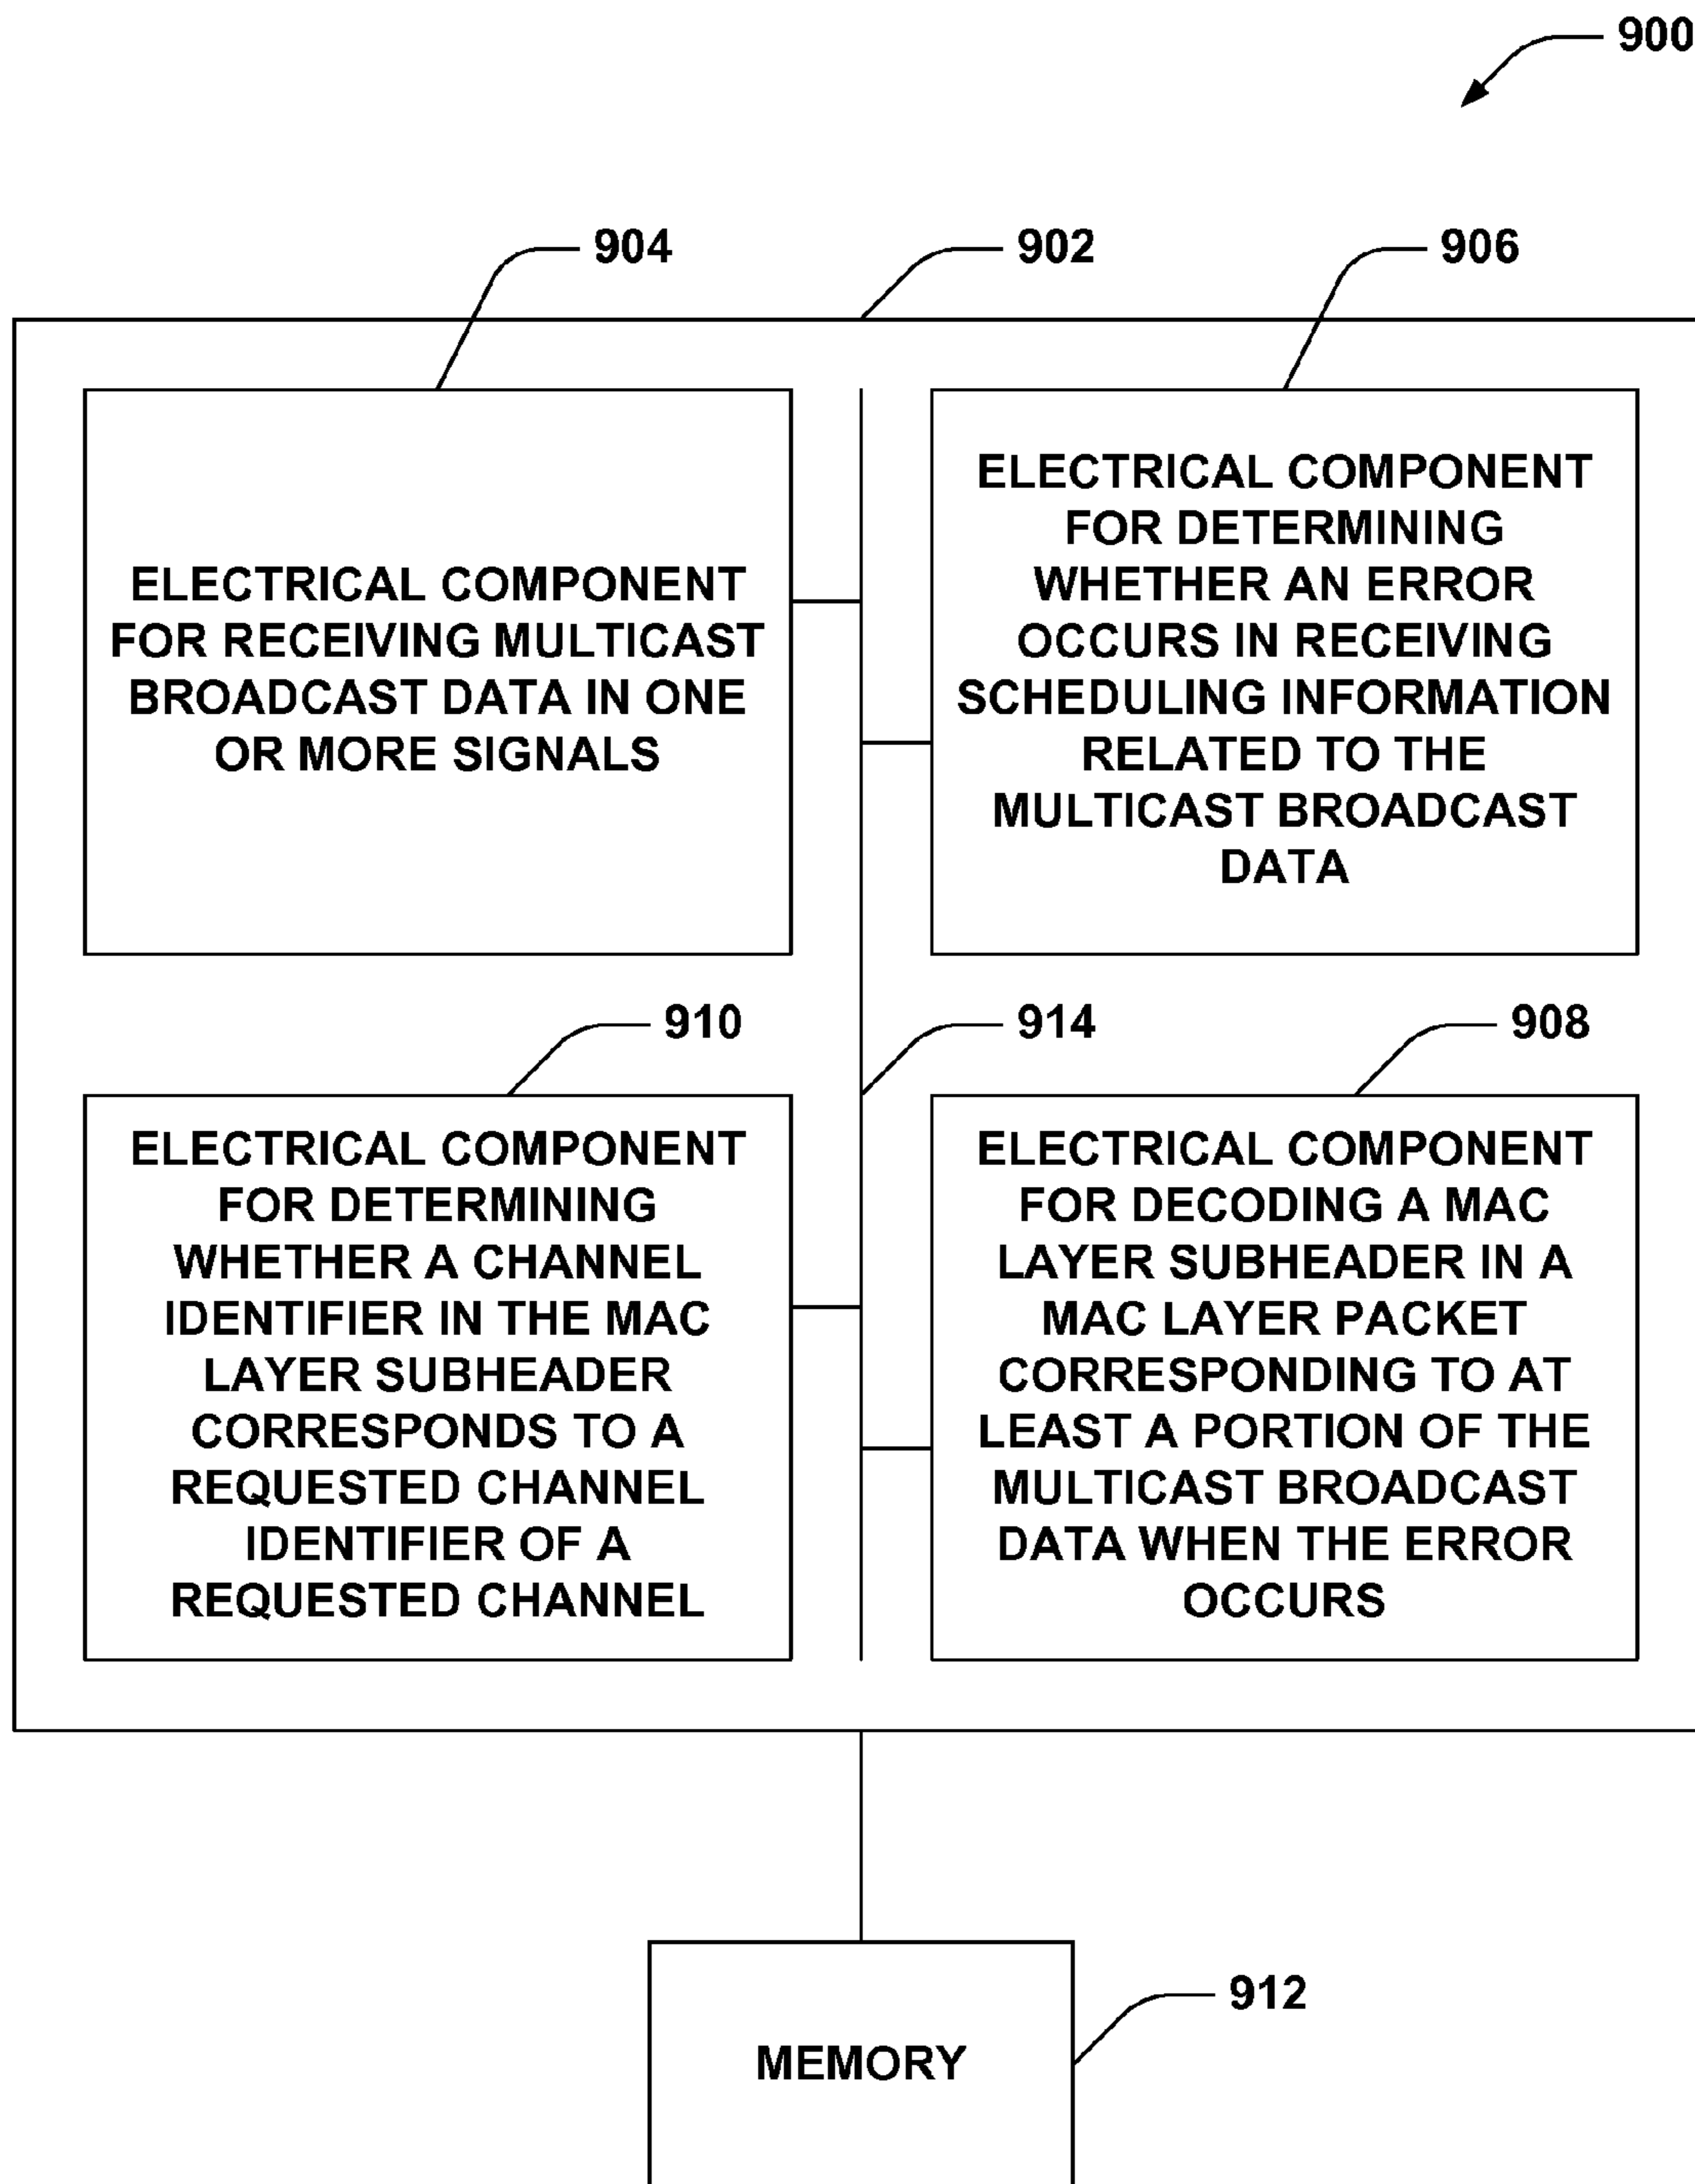 900
904
902
906
ELECTRICAL COMPONENT
FOR RECEIVING MULTICAST
BROADCAST DATA IN ONE
OR MORE SIGNALS
ELECTRICAL COMPONENT
FOR DETERMINING
WHETHER AN ERROR
OCCURS IN RECEIVING
SCHEDULING INFORMATION
RELATED TO THE
MULTICAST BROADCAST
DATA
910
914
908
ELECTRICAL COMPONENT
FOR DETERMINING
WHETHER A CHANNEL
IDENTIFIER IN THE MAC
LAYER SUBHEADER
CORRESPONDS TO A
REQUESTED CHANNEL
IDENTIFIER OF A
REQUESTED CHANNEL
ELECTRICAL COMPONENT
FOR DECODING A MAC
LAYER SUBHEADER IN A
MAC LAYER PACKET
CORRESPONDING TO AT
LEAST A PORTION OF THE
MULTICAST BROADCAST
DATA WHEN THE ERROR
OCCURS
912
MEMORY